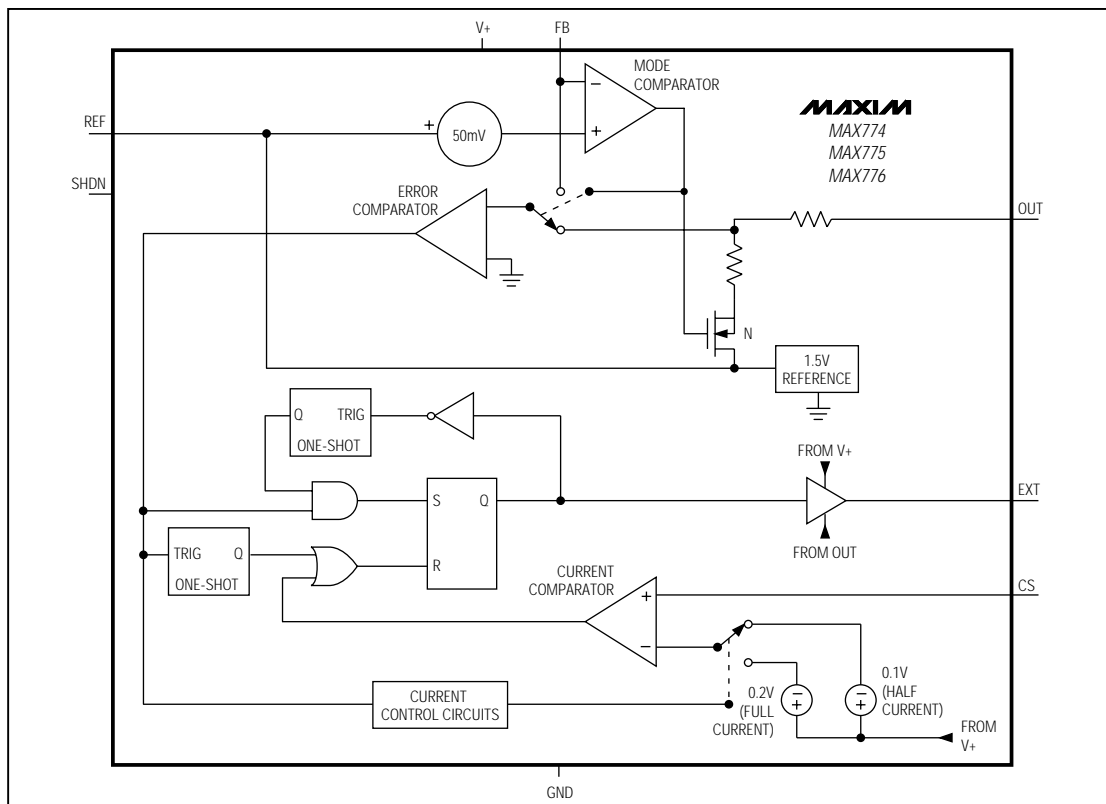 V+
FB
MODE
COMPARATOR
MAXIM
MAX774
MAX775
MAX776
REF
+
50mV
−
+
SHDN
ERROR
COMPARATOR
OUT
N
1.5V
REFERENCE
Q TRIG
ONE-SHOT
FROM V+
S Q
EXT
TRIG Q
ONE-SHOT
R
FROM OUT
CURRENT
COMPARATOR
+
−
CS
CURRENT
CONTROL CIRCUITS
0.2V
(FULL
CURRENT)
−
+
−
+
0.1V
(HALF
CURRENT)
FROM
V+
GND